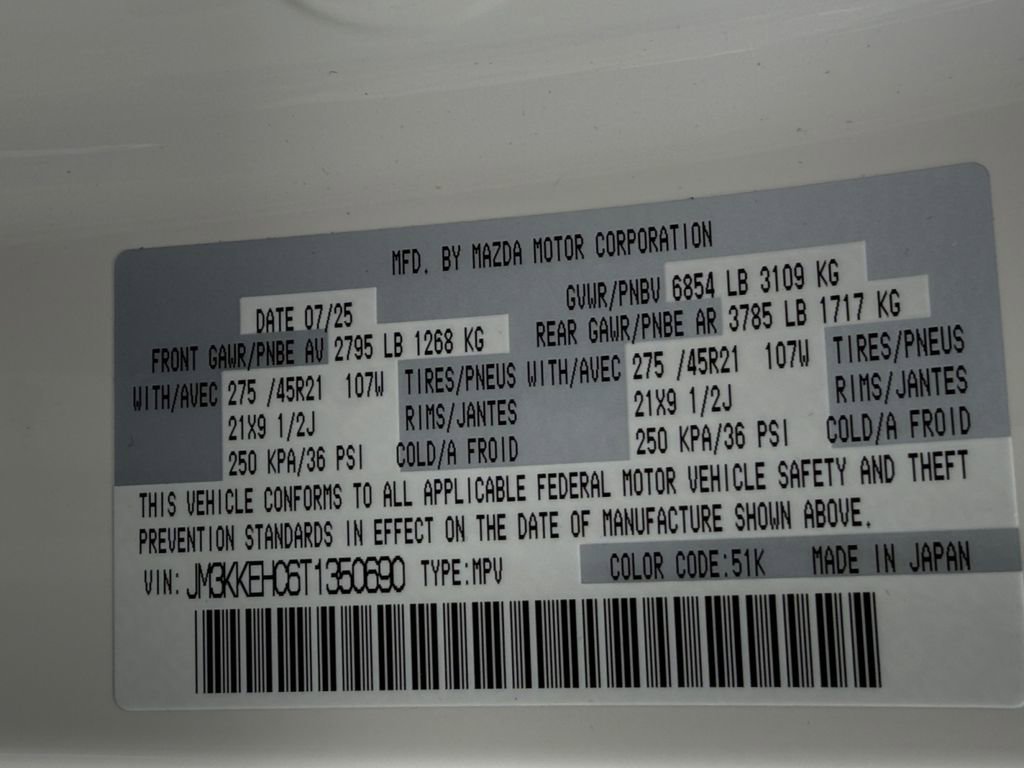 MFD. BY MAZDA MOTOR CORPORATION
DATE 07/25 GVWR/PNBV 6854 LB 3109 KG
FRONT GAWR/PNBE AV 2795 LB 1268 KG REAR GAWR/PNBE AR 3785 LB 1717 KG
WITH/AVEC 275 /45R21 107W TIRES/PNEUS WITH/AVEC 275 /45R21 107W TIRES/PNEUS
21X9 1/2J RIMS/JANTES 21X9 1/2J RIMS/JANTES
250 KPA/36 PSI COLD/A FROID 250 KPA/36 PSI COLD/A FROID
THIS VEHICLE CONFORMS TO ALL APPLICABLE FEDERAL MOTOR VEHICLE SAFETY AND THEFT
PREVENTION STANDARDS IN EFFECT ON THE DATE OF MANUFACTURE SHOWN ABOVE.
VIN: JM3KKEHC6T1350690 TYPE:MPV COLOR CODE:51K MADE IN JAPAN